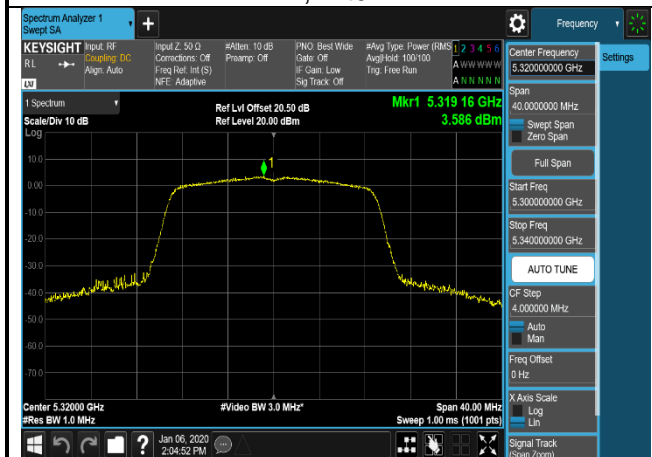 Spectrum Analyzer 1
Swept SA
+
Frequency
KEYSIGHT
RL
LXI
Input: RF
Coupling: DC
Align: Auto
Input Z: 50 Ω
Corrections: Off
Freq Ref: Int (S)
NFE: Adaptive
#Atten: 10 dB
Preamp: Off
PNO: Best Wide
Gate: Off
IF Gain: Low
Sig Track: Off
#Avg Type: Power (RMS
Avg|Hold: 100/100
Trig: Free Run
1 2 3 4 5 6
A W W W W W
A N N N N N
Center Frequency
5.320000000 GHz
Settings
Span
40.0000000 MHz
Swept Span
Zero Span
Full Span
Start Freq
5.300000000 GHz
Stop Freq
5.340000000 GHz
AUTO TUNE
CF Step
4.000000 MHz
Auto
Man
Freq Offset
0 Hz
X Axis Scale
Log
Lin
Signal Track
(Span Zoom)
1 Spectrum
Scale/Div 10 dB
Log
Ref Lvl Offset 20.50 dB
Ref Level 20.00 dBm
Mkr1 5.319 16 GHz
3.586 dBm
1
10.0
0.00
-10.0
-20.0
-30.0
-40.0
-50.0
-60.0
-70.0
Center 5.32000 GHz
#Res BW 1.0 MHz
#Video BW 3.0 MHz*
Span 40.00 MHz
Sweep 1.00 ms (1001 pts)
?
Jan 06, 2020
2:04:52 PM